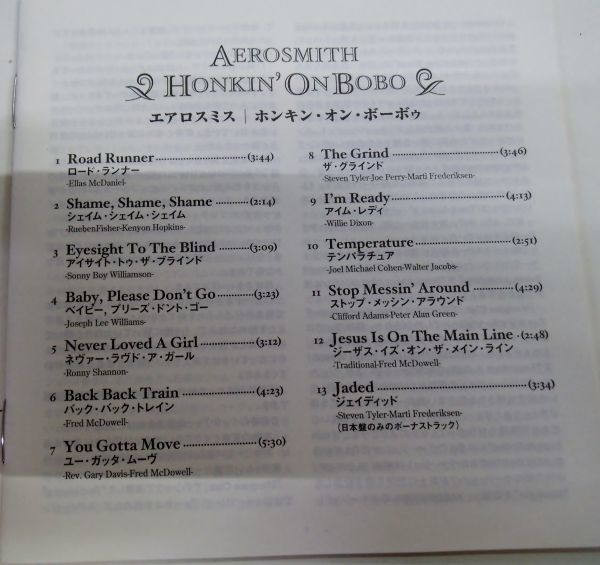 AEROSMITH
HONKIN' ON BOBO
エアロスミス | ホンキン・オン・ボーボゥ
1 Road Runner ............................... (3:44)
ロード・ランナー
-Ellas McDaniel-
2 Shame, Shame, Shame ........... (2:14)
シェイム・シェイム・シェイム
-RuebenFisher-Kenyon Hopkins-
3 Eyesight To The Blind .......... (3:09)
アイサイト・トゥ・ザ・ブラインド
-Sonny Boy Williamson-
4 Baby, Please Don't Go ............. (3:23)
ベイビー, プリーズ・ドント・ゴー
-Joseph Lee Williams-
5 Never Loved A Girl ................. (3:12)
ネヴァー・ラヴド・ア・ガール
-Ronny Shannon-
6 Back Back Train .......................... (4:23)
バック・バック・トレイン
-Fred McDowell-
7 You Gotta Move ......................... (5:30)
ユー・ガッタ・ムーヴ
-Rev. Gary Davis-Fred McDowell-
8 The Grind ................................... (3:46)
ザ・グラインド
-Steven Tyler-Joe Perry-Marti Frederiksen-
9 I'm Ready ...................................... (4:13)
アイム・レディ
-Willie Dixon-
10 Temperature ................................ (2:51)
テンパラチュア
-Joel Michael Cohen-Walter Jacobs-
11 Stop Messin' Around .............. (4:29)
ストップ・メッシン・アラウンド
-Clifford Adams-Peter Alan Green-
12 Jesus Is On The Main Line . (2:48)
ジーザス・イズ・オン・ザ・メイン・ライン
-Traditional-Fred McDowell-
13 Jaded ............................................... (3:34)
ジェイディッド
-Steven Tyler-Marti Frederiksen-
(日本盤のみのボーナストラック)